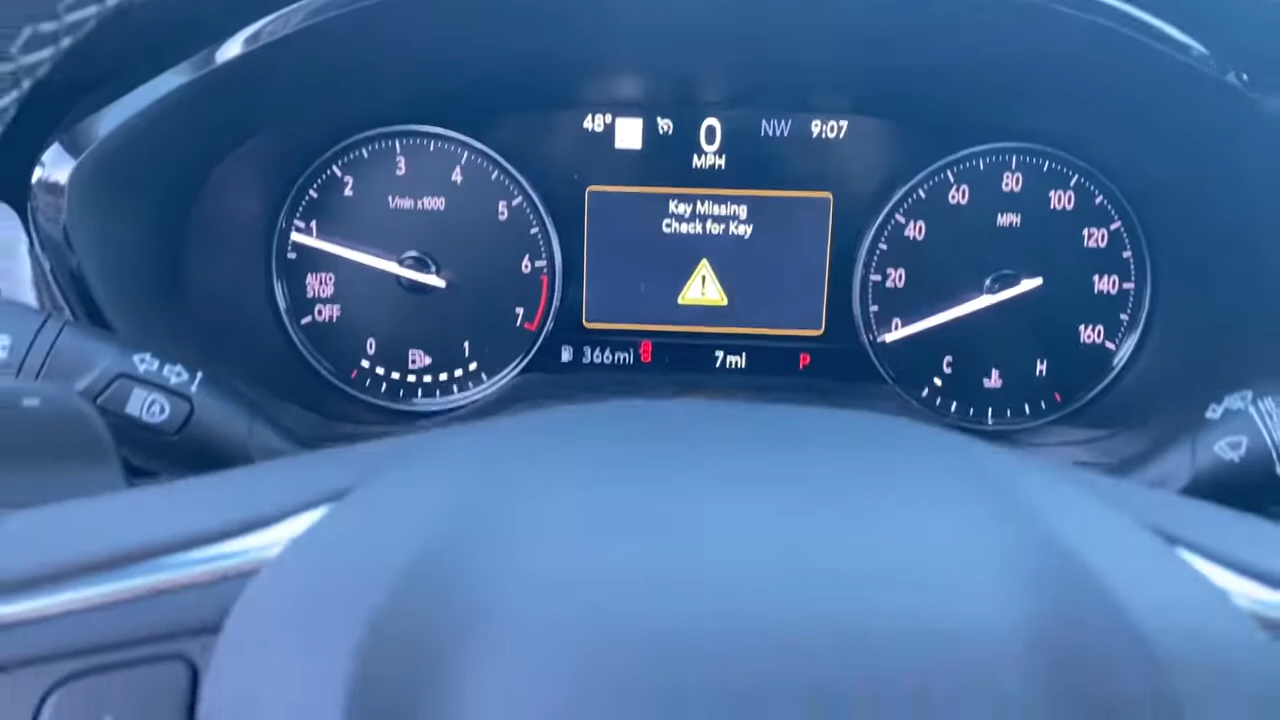 48° 0 NW 9:07
MPH
Key Missing
Check for Key
366mi 7mi P
1 2 3 4 5 6 7
1/min x1000
AUTO
STOP
OFF
0 1
0 20 40 60 80 100 120 140 160
MPH
C H
A